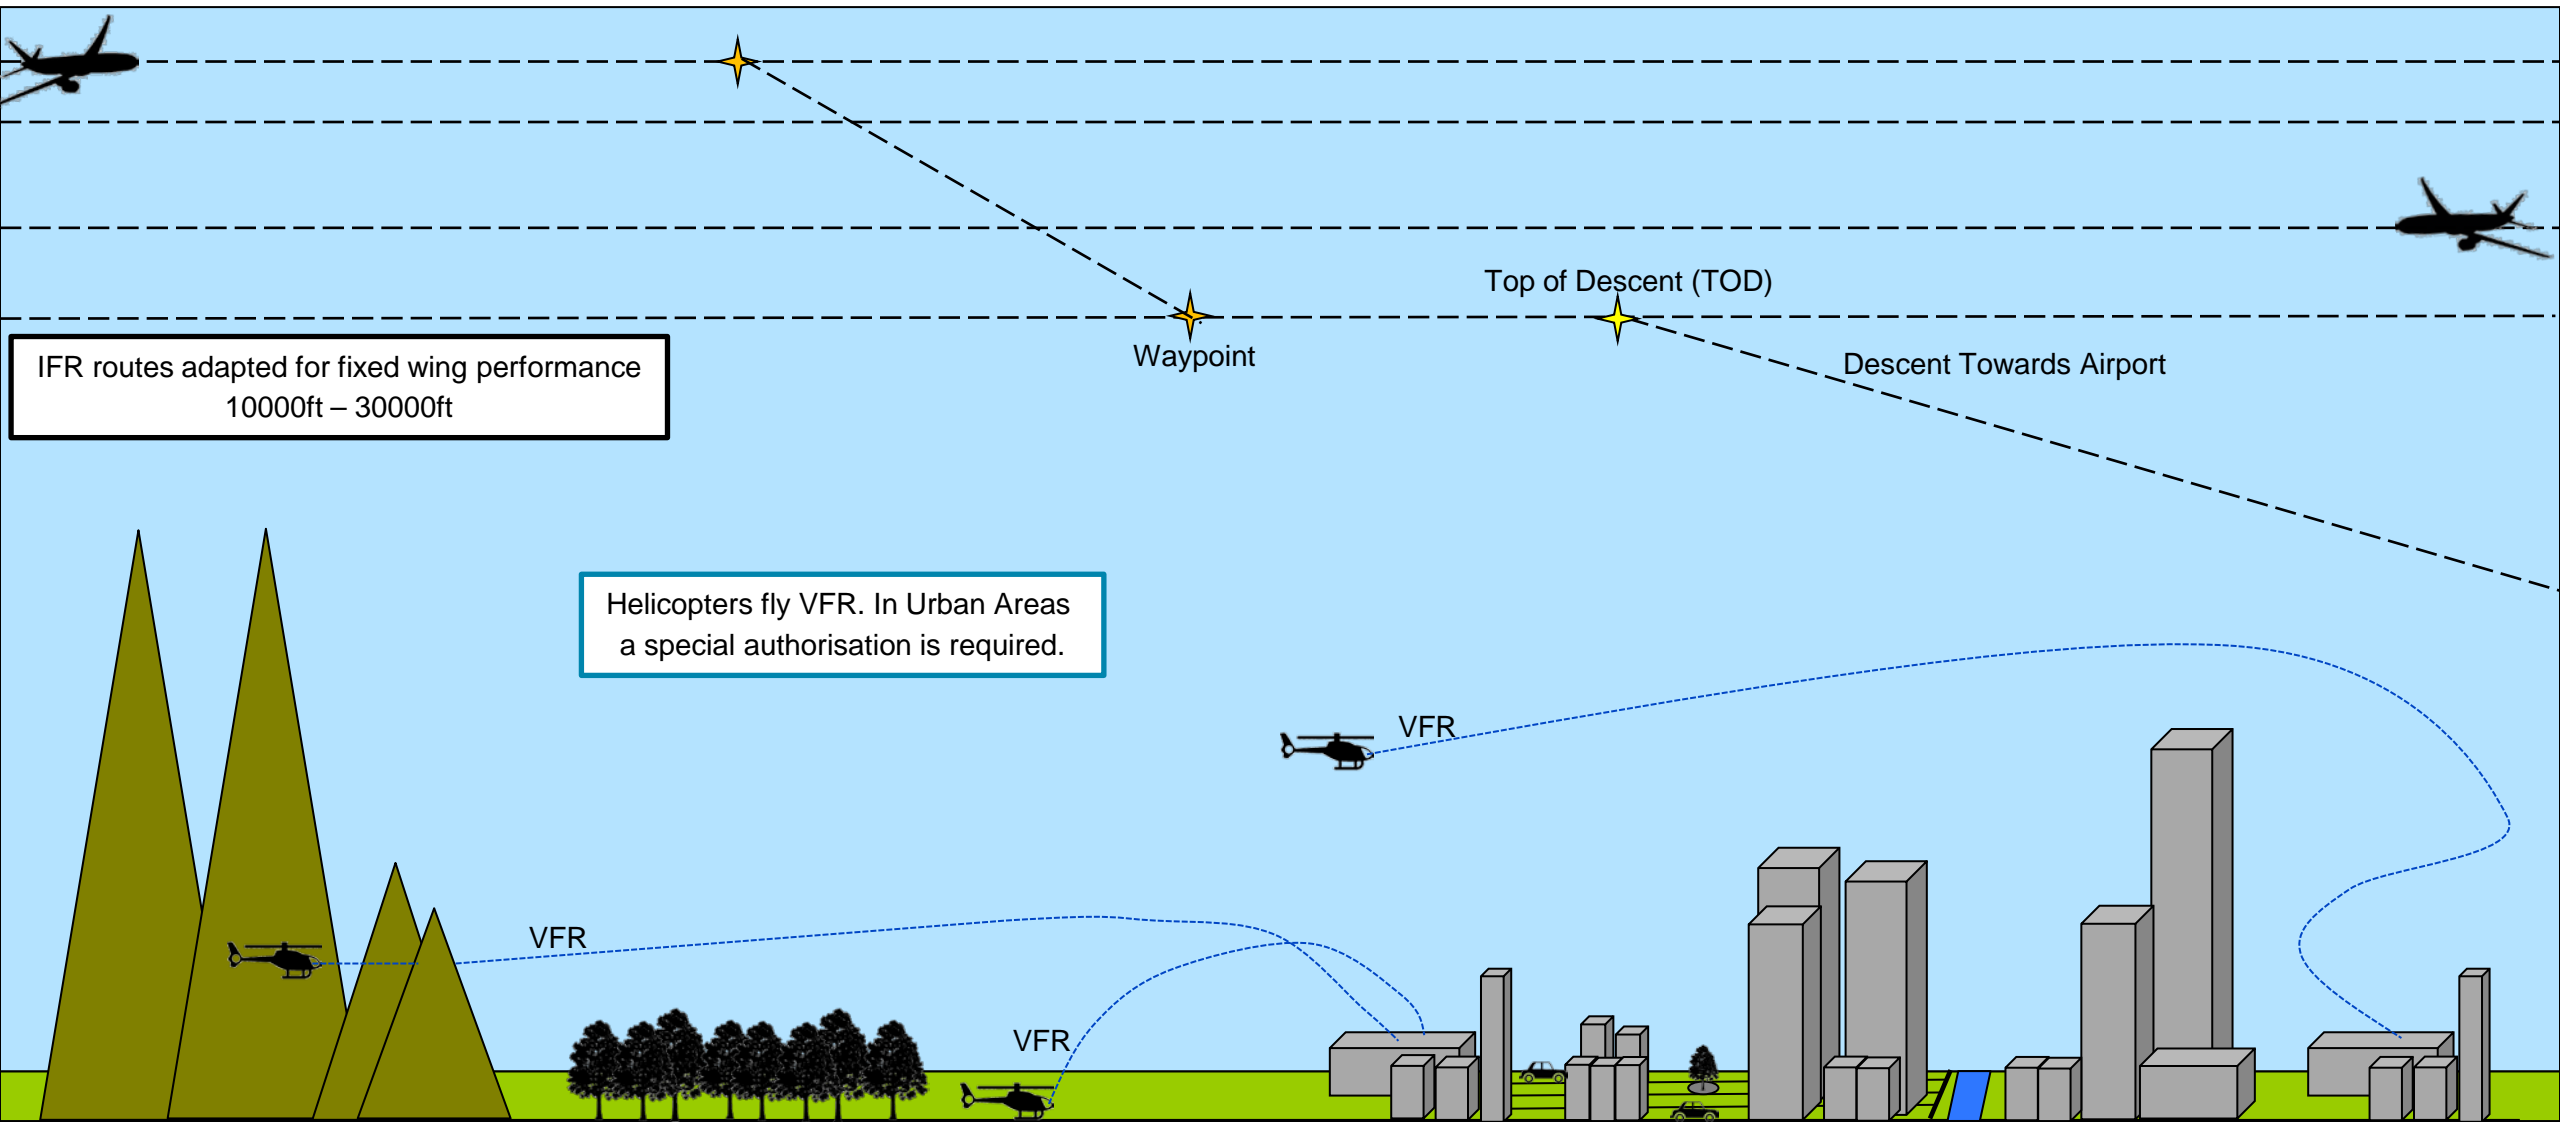 Top of Descent (TOD)
Waypoint
Descent Towards Airport
IFR routes adapted for fixed wing performance
10000ft – 30000ft
Helicopters fly VFR. In Urban Areas
a special authorisation is required.
VFR
VFR
VFR